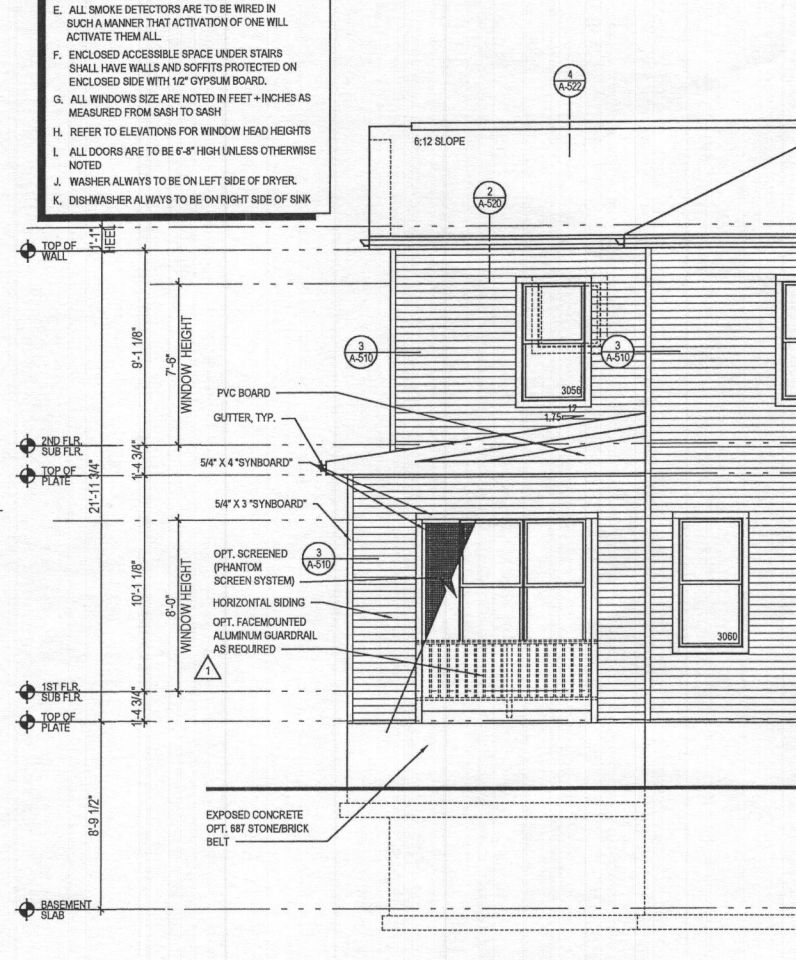 E. ALL SMOKE DETECTORS ARE TO BE WIRED IN
SUCH A MANNER THAT ACTIVATION OF ONE WILL
ACTIVATE THEM ALL.
F. ENCLOSED ACCESSIBLE SPACE UNDER STAIRS
SHALL HAVE WALLS AND SOFFITS PROTECTED ON
ENCLOSED SIDE WITH 1/2" GYPSUM BOARD.
G. ALL WINDOWS SIZE ARE NOTED IN FEET+INCHES AS
MEASURED FROM SASH TO SASH
H. REFER TO ELEVATIONS FOR WINDOW HEAD HEIGHTS
I. ALL DOORS ARE TO BE 6'-8" HIGH UNLESS OTHERWISE
NOTED
J. WASHER ALWAYS TO BE ON LEFT SIDE OF DRYER.
K. DISHWASHER ALWAYS TO BE ON RIGHT SIDE OF SINK
4
A-522
6:12 SLOPE
2
A-520
1'-1"
HEEL
TOP OF
WALL
9'-1 1/8"
7'-6"
WINDOW HEIGHT
3
A-510
3
A-510
3056
12
1.75
PVC BOARD
GUTTER, TYP.
2ND FLR.
SUB FLR.
1'-4 3/4"
5/4" X 4 "SYNBOARD"
TOP OF
PLATE
21'-11 3/4"
5/4" X 3 "SYNBOARD"
10'-1 1/8"
8'-0"
WINDOW HEIGHT
OPT. SCREENED
(PHANTOM
SCREEN SYSTEM)
3
A-510
HORIZONTAL SIDING
OPT. FACEMOUNTED
ALUMINUM GUARDRAIL
AS REQUIRED
3060
1
1ST FLR.
SUB FLR.
1'-4 3/4"
TOP OF
PLATE
8'-9 1/2"
EXPOSED CONCRETE
OPT. 687 STONE/BRICK
BELT
BASEMENT
SLAB